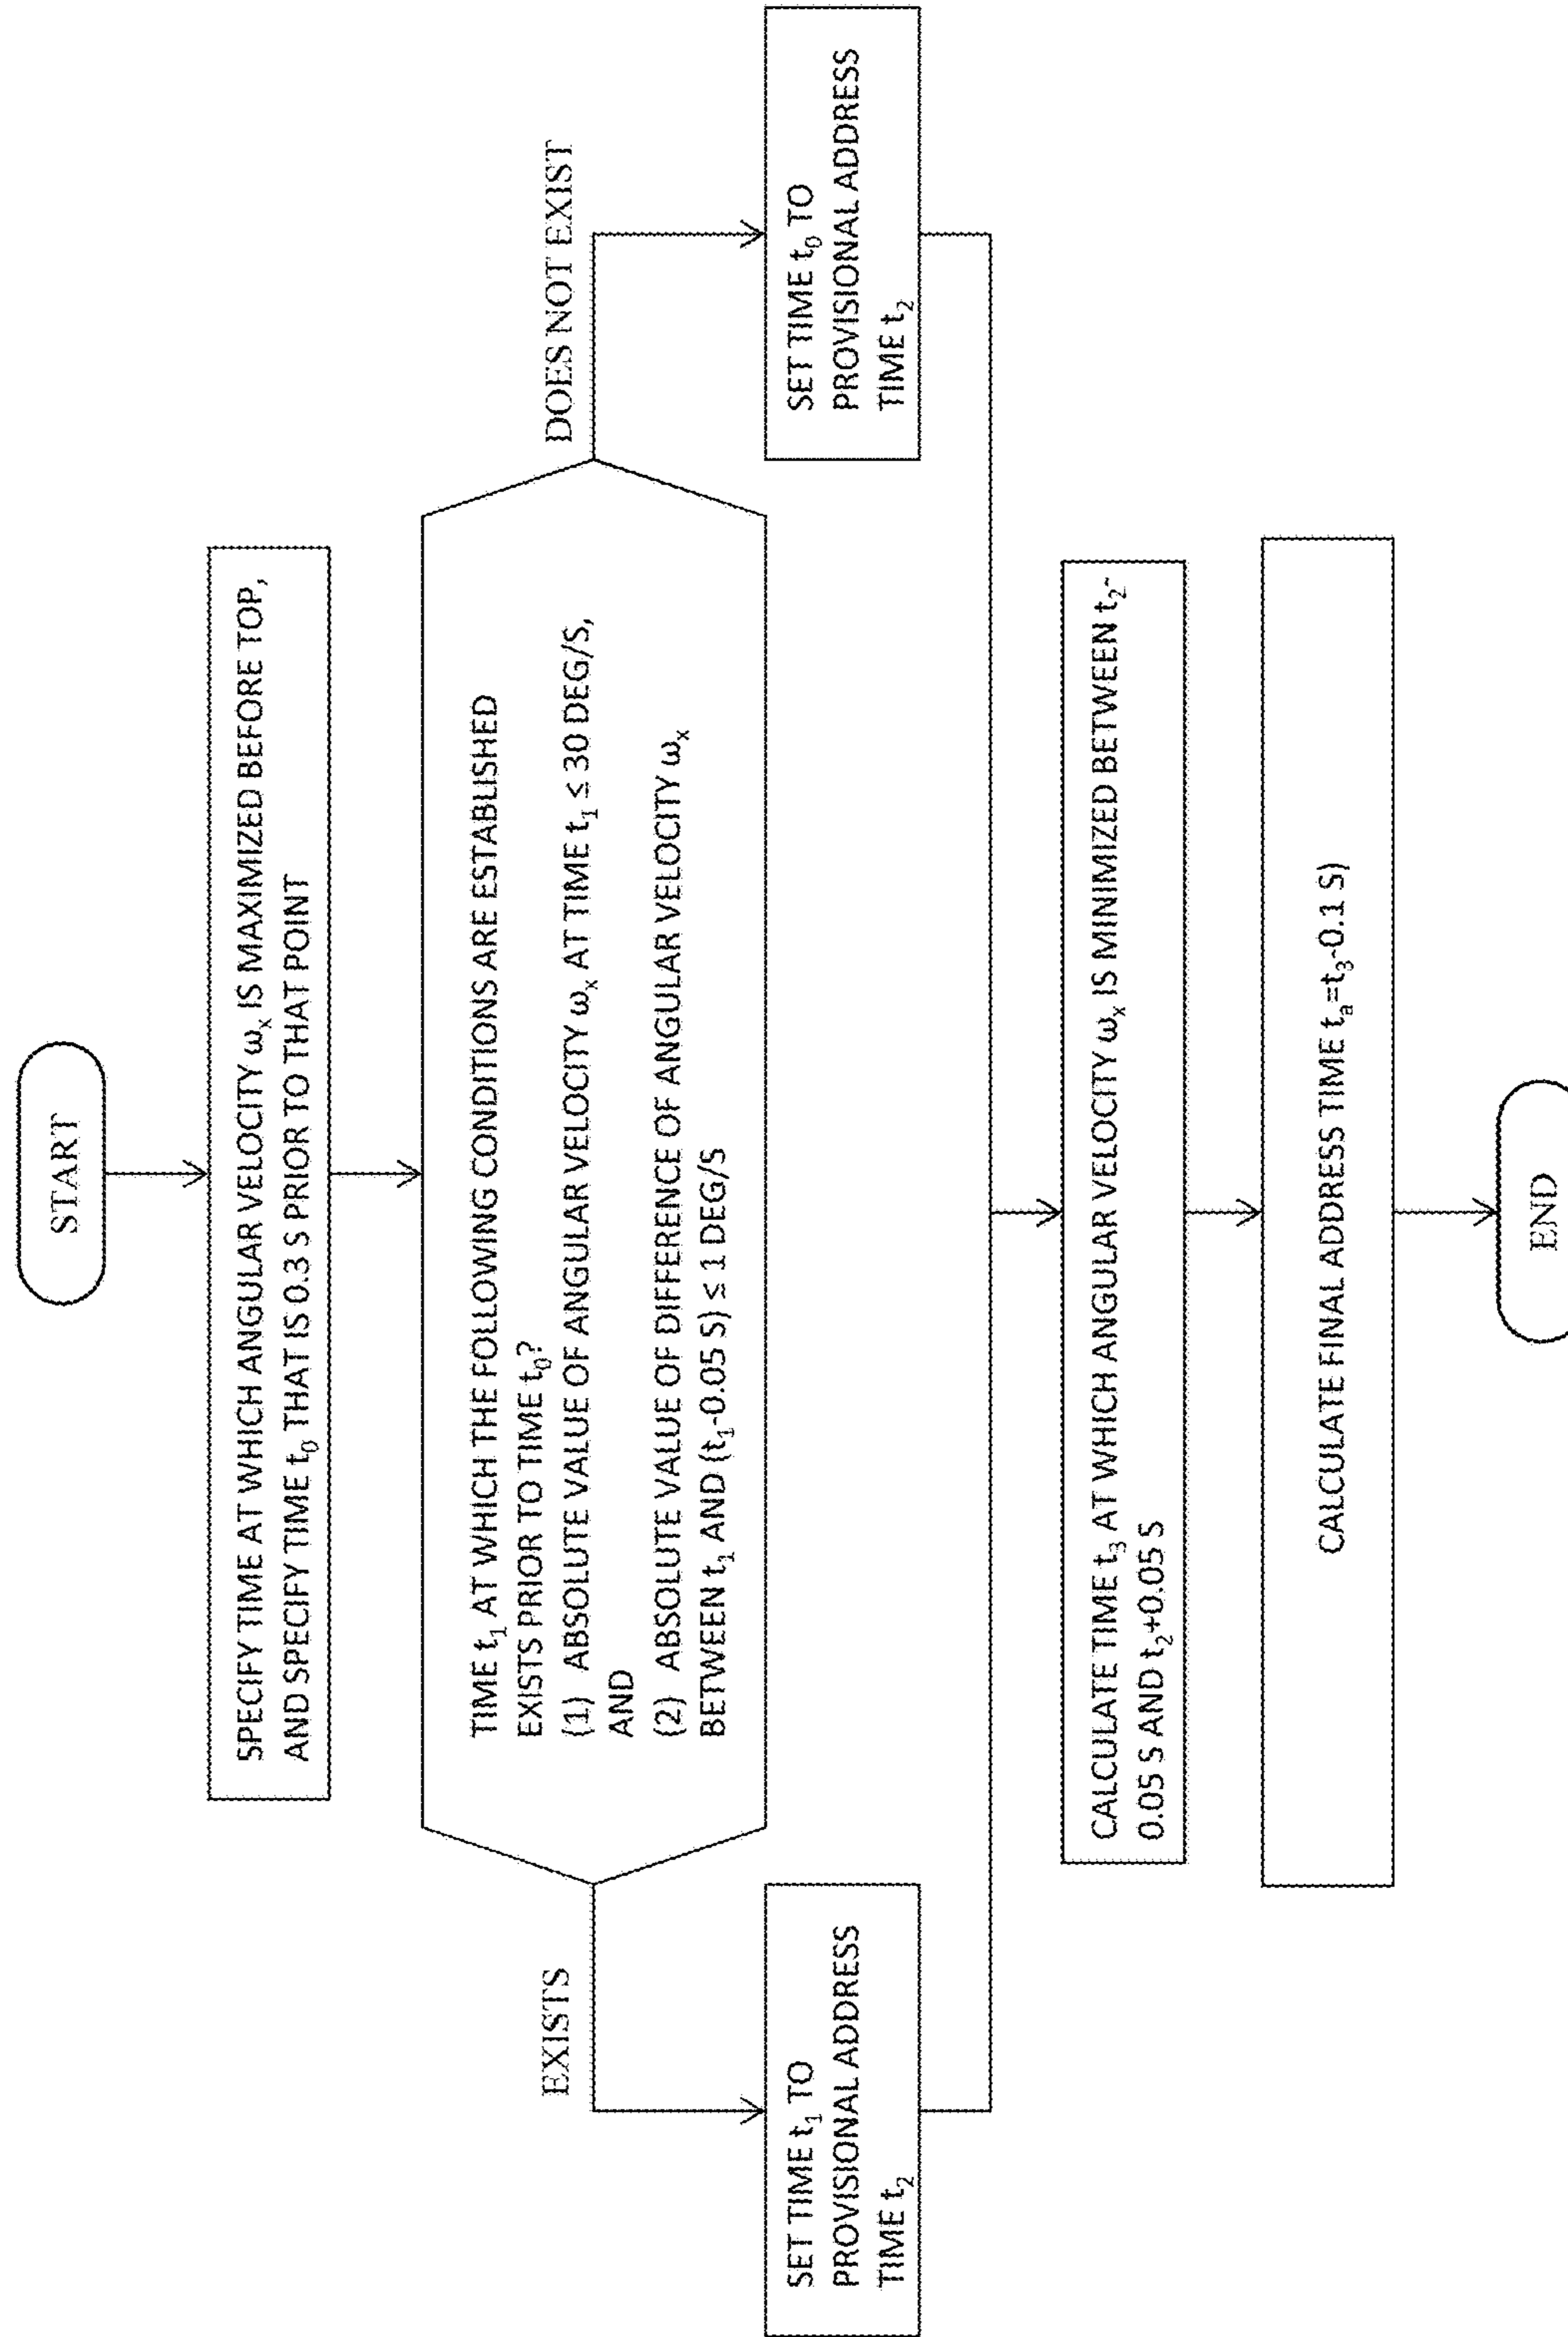 START
SPECIFY TIME AT WHICH ANGULAR VELOCITY ωₓ IS MAXIMIZED BEFORE TOP,
AND SPECIFY TIME t₀ THAT IS 0.3 S PRIOR TO THAT POINT
TIME t₁ AT WHICH THE FOLLOWING CONDITIONS ARE ESTABLISHED
EXISTS PRIOR TO TIME t₀?
(1) ABSOLUTE VALUE OF ANGULAR VELOCITY ωₓ AT TIME t₁ ≤ 30 DEG/S,
AND
(2) ABSOLUTE VALUE OF DIFFERENCE OF ANGULAR VELOCITY ωₓ
BETWEEN t₁ AND (t₁-0.05 S) ≤ 1 DEG/S
EXISTS
DOES NOT EXIST
SET TIME t₁ TO
PROVISIONAL ADDRESS
TIME t₂
SET TIME t₀ TO
PROVISIONAL ADDRESS
TIME t₂
CALCULATE TIME t₃ AT WHICH ANGULAR VELOCITY ωₓ IS MINIMIZED BETWEEN t₂-
0.05 S AND t₂+0.05 S
CALCULATE FINAL ADDRESS TIME tₐ=t₃-0.1 S)
END